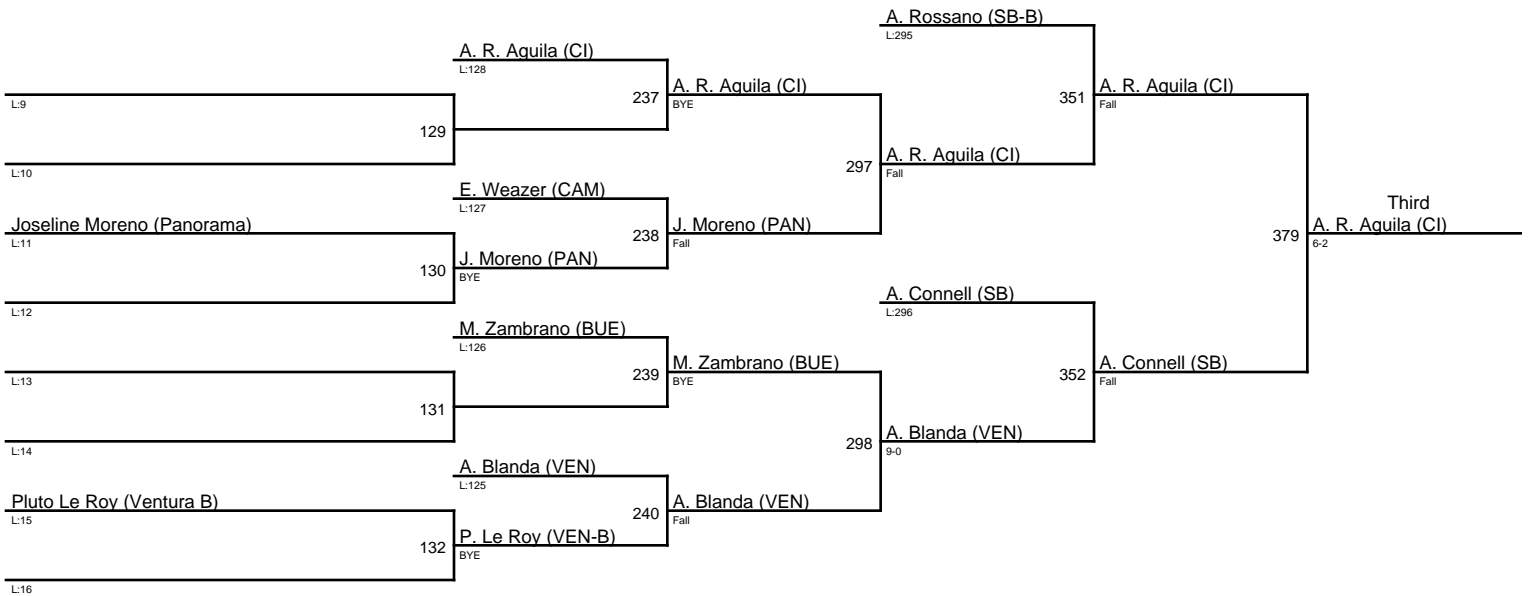 A. Rossano (SB-B)
L:295
A. R. Aguila (CI)
L:128
L:9
237
A. R. Aguila (CI)
BYE
351
A. R. Aguila (CI)
Fall
129
L:10
297
A. R. Aguila (CI)
Fall
E. Weazer (CAM)
L:127
Joseline Moreno (Panorama)
L:11
238
J. Moreno (PAN)
Fall
Third
379
A. R. Aguila (CI)
6-2
130
J. Moreno (PAN)
BYE
L:12
A. Connell (SB)
L:296
M. Zambrano (BUE)
L:126
L:13
239
M. Zambrano (BUE)
BYE
352
A. Connell (SB)
Fall
131
L:14
298
A. Blanda (VEN)
9-0
A. Blanda (VEN)
L:125
Pluto Le Roy (Ventura B)
L:15
240
A. Blanda (VEN)
Fall
132
P. Le Roy (VEN-B)
BYE
L:16